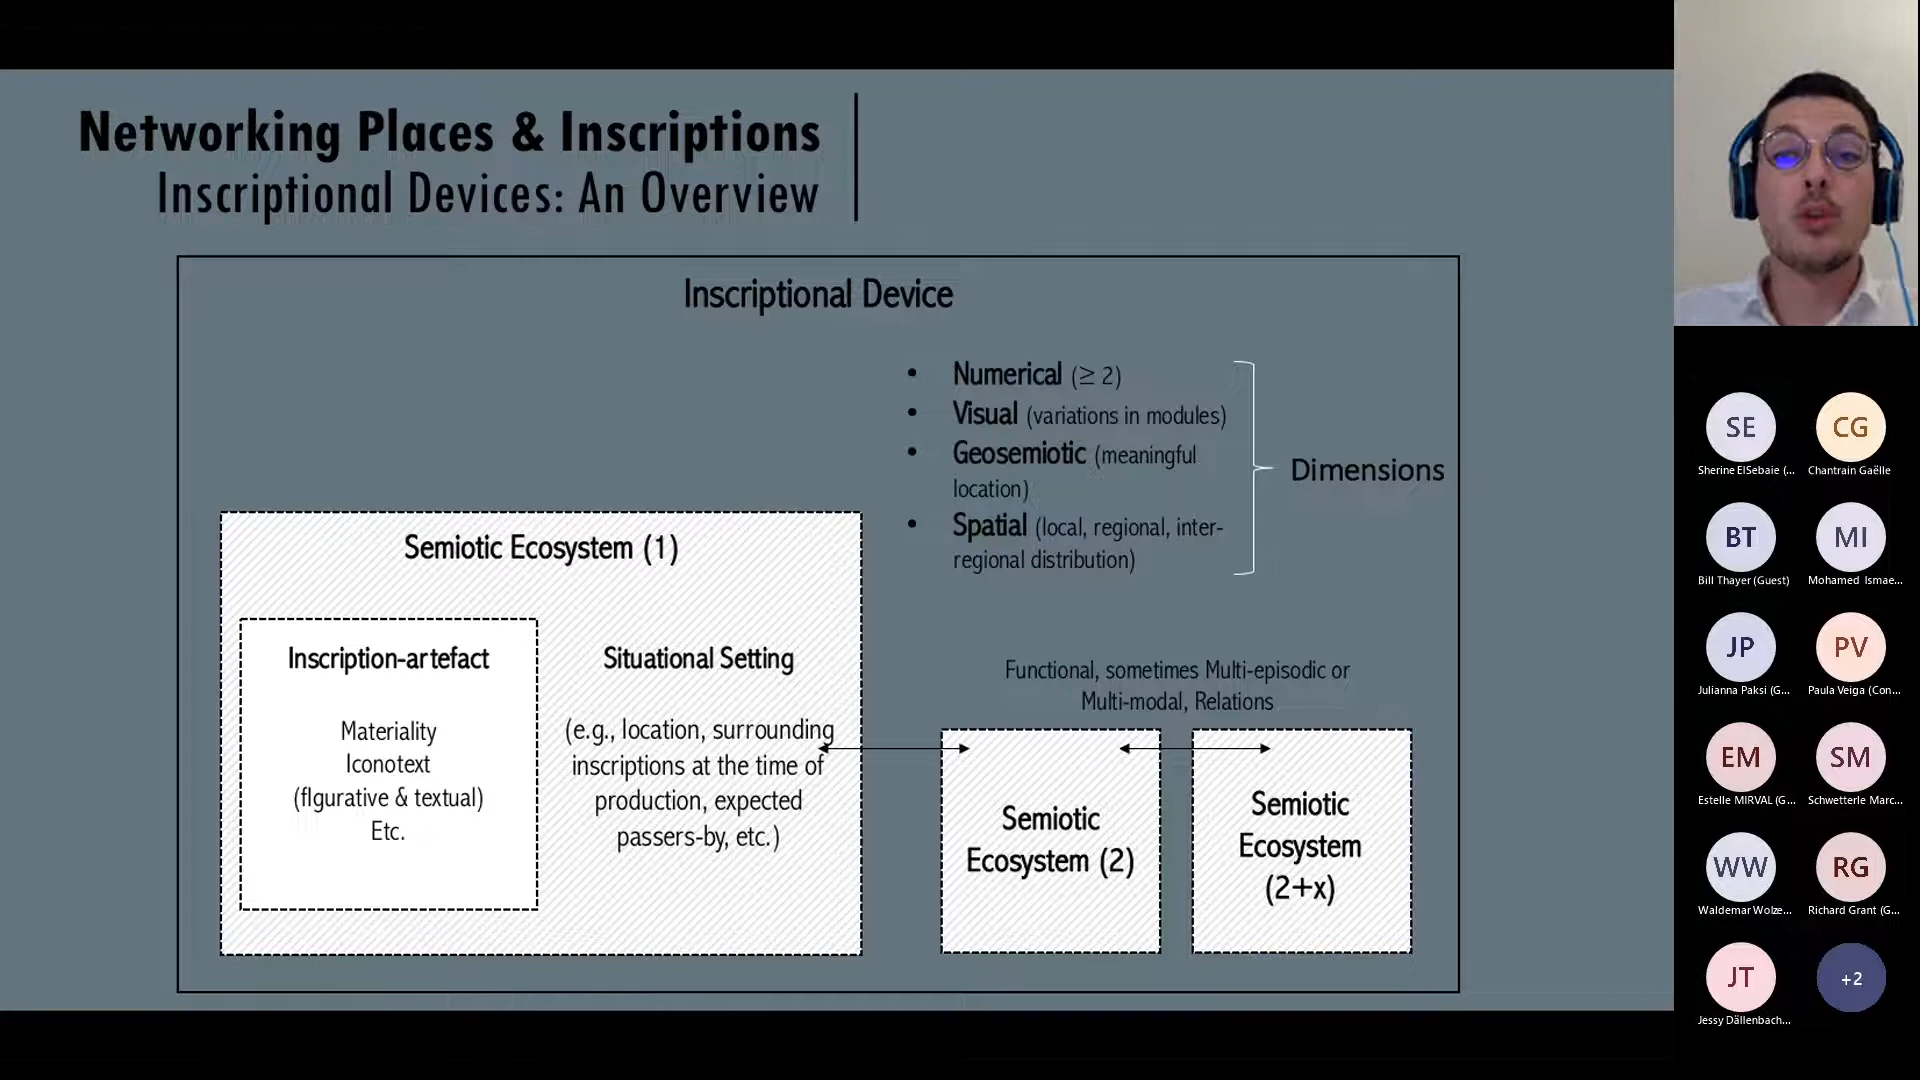 Networking Places & Inscriptions
Inscriptional Devices: An Overview
Inscriptional Device
• Numerical (≥ 2)
• Visual (variations in modules)
• Geosemiotic (meaningful
location)
• Spatial (local, regional, inter-
regional distribution)
Dimensions
Semiotic Ecosystem (1)
Inscription-artefact
Materiality
Iconotext
(figurative & textual)
Etc.
Situational Setting
(e.g., location, surrounding
inscriptions at the time of
production, expected
passers-by, etc.)
Functional, sometimes Multi-episodic or
Multi-modal, Relations
Semiotic
Ecosystem (2)
Semiotic
Ecosystem
(2+x)
SE
Sherine ElSebaie (...
CG
Chantrain Gaëlle
BT
Bill Thayer (Guest)
MI
Mohamed Ismae...
JP
Julianna Paksi (G...
PV
Paula Veiga (Con...
EM
Estelle MIRVAL (G...
SM
Schwetterle Marc...
WW
Waldemar Wolze...
RG
Richard Grant (G...
JT
Jessy Dällenbach...
+2